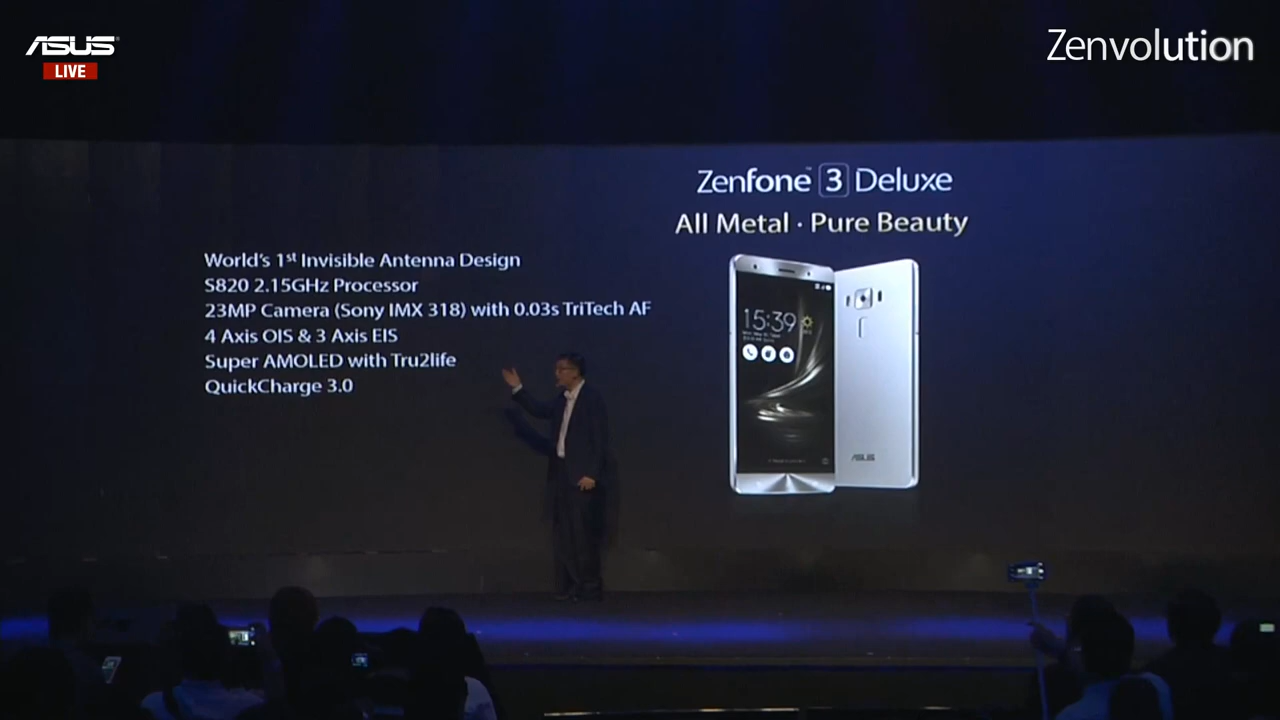 ASUS
LIVE
Zenvolution
Zenfone™ 3 Deluxe
All Metal · Pure Beauty
World's 1st Invisible Antenna Design
S820 2.15GHz Processor
23MP Camera (Sony IMX 318) with 0.03s TriTech AF
4 Axis OIS & 3 Axis EIS
Super AMOLED with Tru2life
QuickCharge 3.0
15:39
ASUS